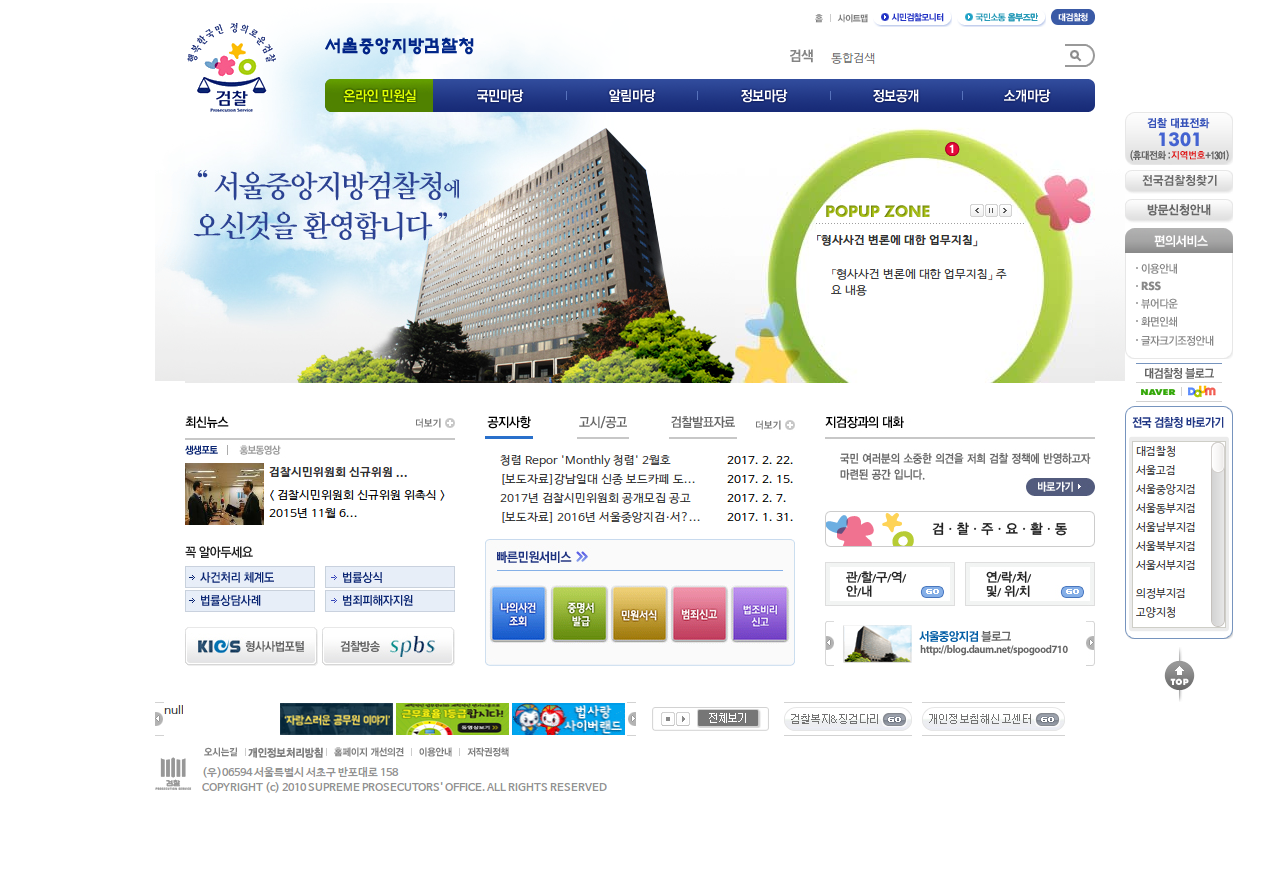 홈 사이트맵 시민검찰모니터 국민소통 옴부즈만 대검찰청
행복한국민 정의로운검찰
검찰
Prosecution Service
서울중앙지방검찰청
검색 통합검색
온라인 민원실 국민마당 알림마당 정보마당 정보공개 소개마당
“ 서울중앙지방검찰청에
오신것을 환영합니다 ”
1
POPUP ZONE
「형사사건 변론에 대한 업무지침」
「형사사건 변론에 대한 업무지침」 주
요 내용
검찰 대표전화
1301
(휴대전화 :지역번호+1301)
전국검찰청찾기
방문신청안내
편의서비스
· 이용안내
· RSS
· 뷰어다운
· 화면인쇄
· 글자크기조정안내
대검찰청 블로그
NAVER Daum
전국 검찰청 바로가기
대검찰청
서울고검
서울중앙지검
서울동부지검
서울남부지검
서울북부지검
서울서부지검
의정부지검
고양지청
TOP
최신뉴스 더보기
생생포토 홍보동영상
검찰시민위원회 신규위원 ...
< 검찰시민위원회 신규위원 위촉식 >
2015년 11월 6...
꼭 알아두세요
사건처리 체계도 법률상식
법률상담사례 범죄피해자지원
KICS 형사사법포털 검찰방송 spbs
공지사항 고시/공고 검찰발표자료 더보기
청렴 Repor 'Monthly 청렴' 2월호 2017. 2. 22.
[보도자료]강남일대 신종 보드카페 도... 2017. 2. 15.
2017년 검찰시민위원회 공개모집 공고 2017. 2. 7.
[보도자료] 2016년 서울중앙지검·서?... 2017. 1. 31.
빠른민원서비스
나의사건 조회
증명서 발급
민원서식
범죄신고
법조비리 신고
지검장과의 대화
국민 여러분의 소중한 의견을 저희 검찰 정책에 반영하고자
마련된 공간 입니다.
바로가기
검 · 찰 · 주 · 요 · 활 · 동
관/할/구/역/
안/내 GO
연/락/처/
및/ 위/치 GO
서울중앙지검 블로그
http://blog.daum.net/spogood710
null
'자랑스러운 공무원 이야기'
근무효율 1등급 합시다!
동영상보기
법사랑
사이버랜드
전체보기
검찰복지&징검다리 GO
개인정보침해신고센터 GO
오시는길 개인정보처리방침 홈페이지 개선의견 이용안내 저작권정책
검찰
PROSECUTION SERVICE
(우)06594 서울특별시 서초구 반포대로 158
COPYRIGHT (c) 2010 SUPREME PROSECUTORS' OFFICE. ALL RIGHTS RESERVED